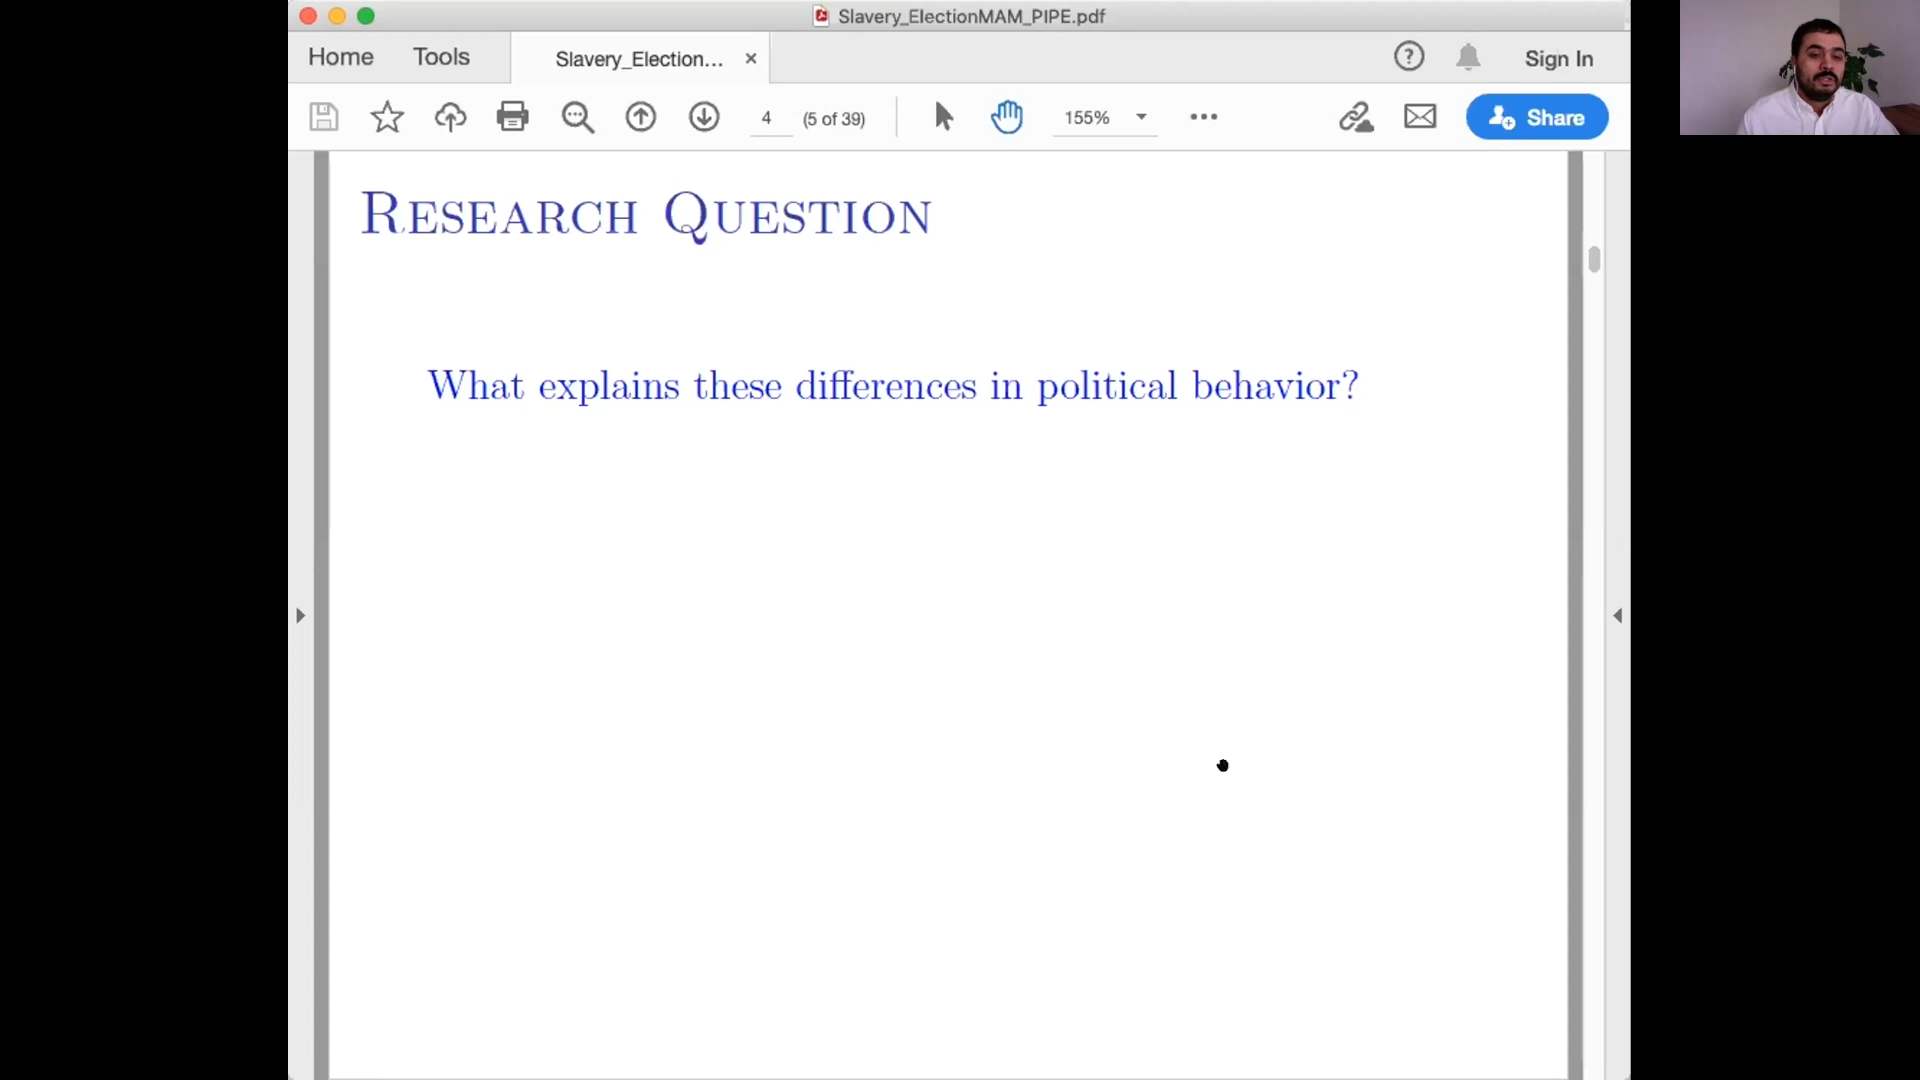 Slavery_ElectionMAM_PIPE.pdf
Home Tools Slavery_Election... × ? Sign In
4 (5 of 39) 155% Share
RESEARCH QUESTION
What explains these differences in political behavior?